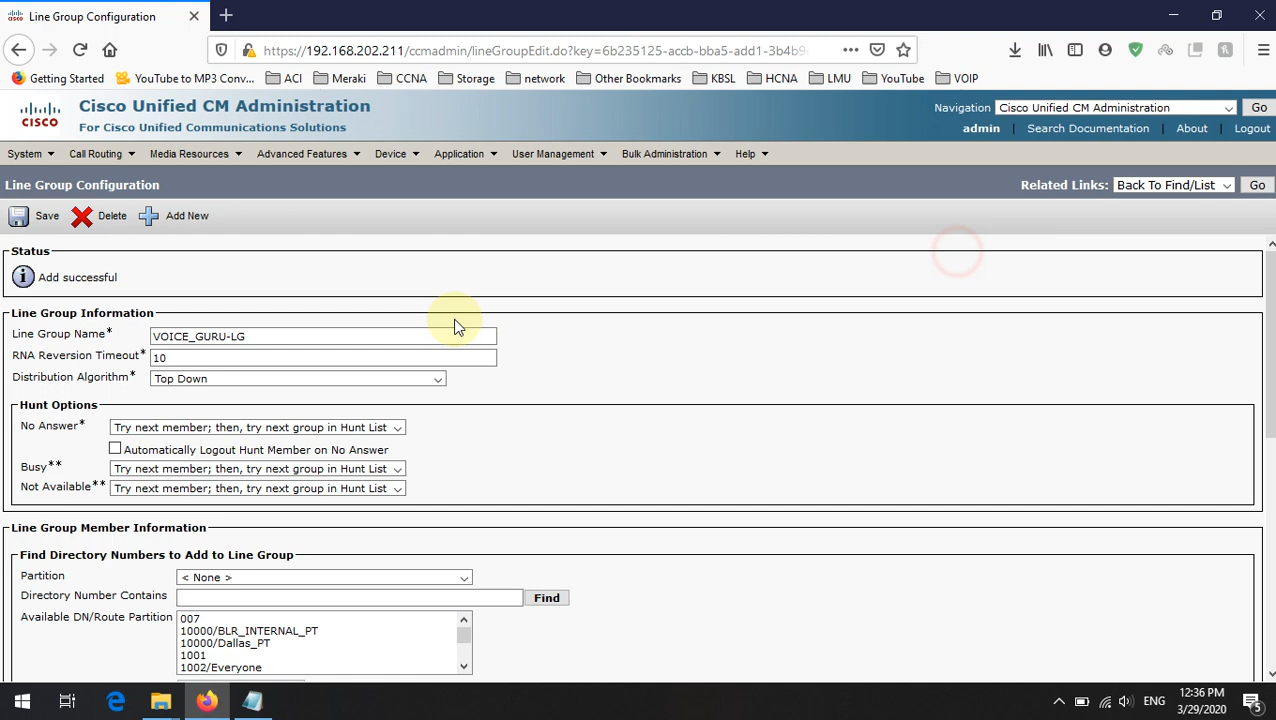 Line Group Configuration
https://192.168.202.211/ccmadmin/lineGroupEdit.do?key=6b235125-accb-bba5-add1-3b4b9
Getting Started YouTube to MP3 Conv... ACI Meraki CCNA Storage network Other Bookmarks KBSL HCNA LMU YouTube VOIP
CISCO
Cisco Unified CM Administration
For Cisco Unified Communications Solutions
Navigation Cisco Unified CM Administration Go
admin | Search Documentation | About | Logout
System Call Routing Media Resources Advanced Features Device Application User Management Bulk Administration Help
Line Group Configuration
Related Links: Back To Find/List Go
Save Delete Add New
Status
Add successful
Line Group Information
Line Group Name* VOICE_GURU-LG
RNA Reversion Timeout* 10
Distribution Algorithm* Top Down
Hunt Options
No Answer* Try next member; then, try next group in Hunt List
Automatically Logout Hunt Member on No Answer
Busy** Try next member; then, try next group in Hunt List
Not Available** Try next member; then, try next group in Hunt List
Line Group Member Information
Find Directory Numbers to Add to Line Group
Partition < None >
Directory Number Contains Find
Available DN/Route Partition 007
10000/BLR_INTERNAL_PT
10000/Dallas_PT
1001
1002/Everyone
ENG
12:36 PM
3/29/2020
5